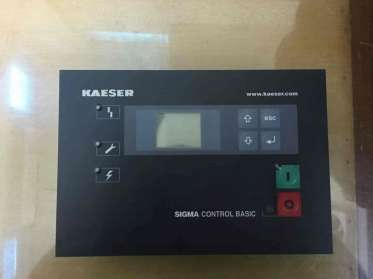 KAESER
www.kaeser.com
esc
I
SIGMA CONTROL BASIC